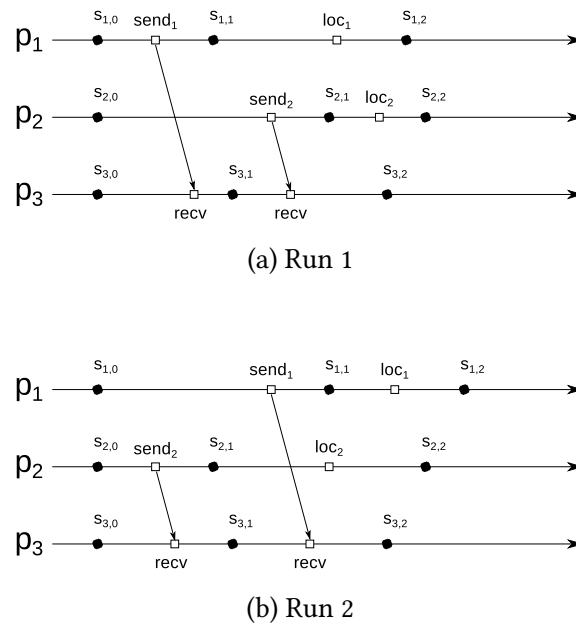 s1,0 send1 s1,1 loc1 s1,2
p1
s2,0 send2 s2,1 loc2 s2,2
p2
s3,0 s3,1 s3,2
p3
recv recv
(a) Run 1
s1,0 send1 s1,1 loc1 s1,2
p1
s2,0 send2 s2,1 loc2 s2,2
p2
s3,0 s3,1 s3,2
p3
recv recv
(b) Run 2